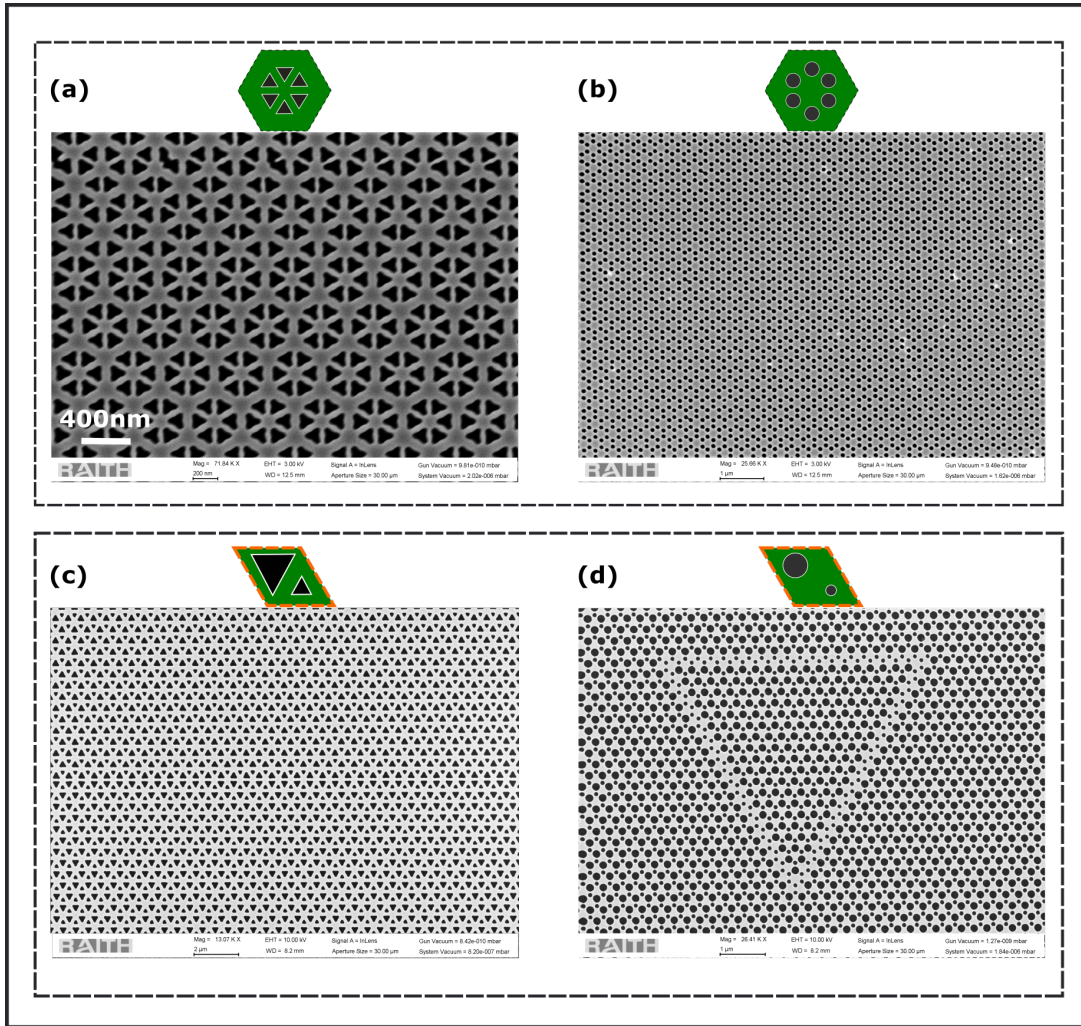 (a)
(b)
400nm
RAITH
Mag = 71.84 K X EHT = 3.00 kV Signal A = InLens Gun Vacuum = 9.81e-010 mbar
200 nm WD = 12.5 mm Aperture Size = 30.00 µm System Vacuum = 2.02e-006 mbar
RAITH
Mag = 25.66 K X EHT = 3.00 kV Signal A = InLens Gun Vacuum = 9.49e-010 mbar
1 µm WD = 12.5 mm Aperture Size = 30.00 µm System Vacuum = 1.62e-006 mbar
(c)
(d)
RAITH
Mag = 13.07 K X EHT = 10.00 kV Signal A = InLens Gun Vacuum = 8.42e-010 mbar
2 µm WD = 8.2 mm Aperture Size = 30.00 µm System Vacuum = 8.20e-007 mbar
RAITH
Mag = 26.41 K X EHT = 10.00 kV Signal A = InLens Gun Vacuum = 1.27e-009 mbar
1 µm WD = 8.2 mm Aperture Size = 30.00 µm System Vacuum = 1.84e-006 mbar